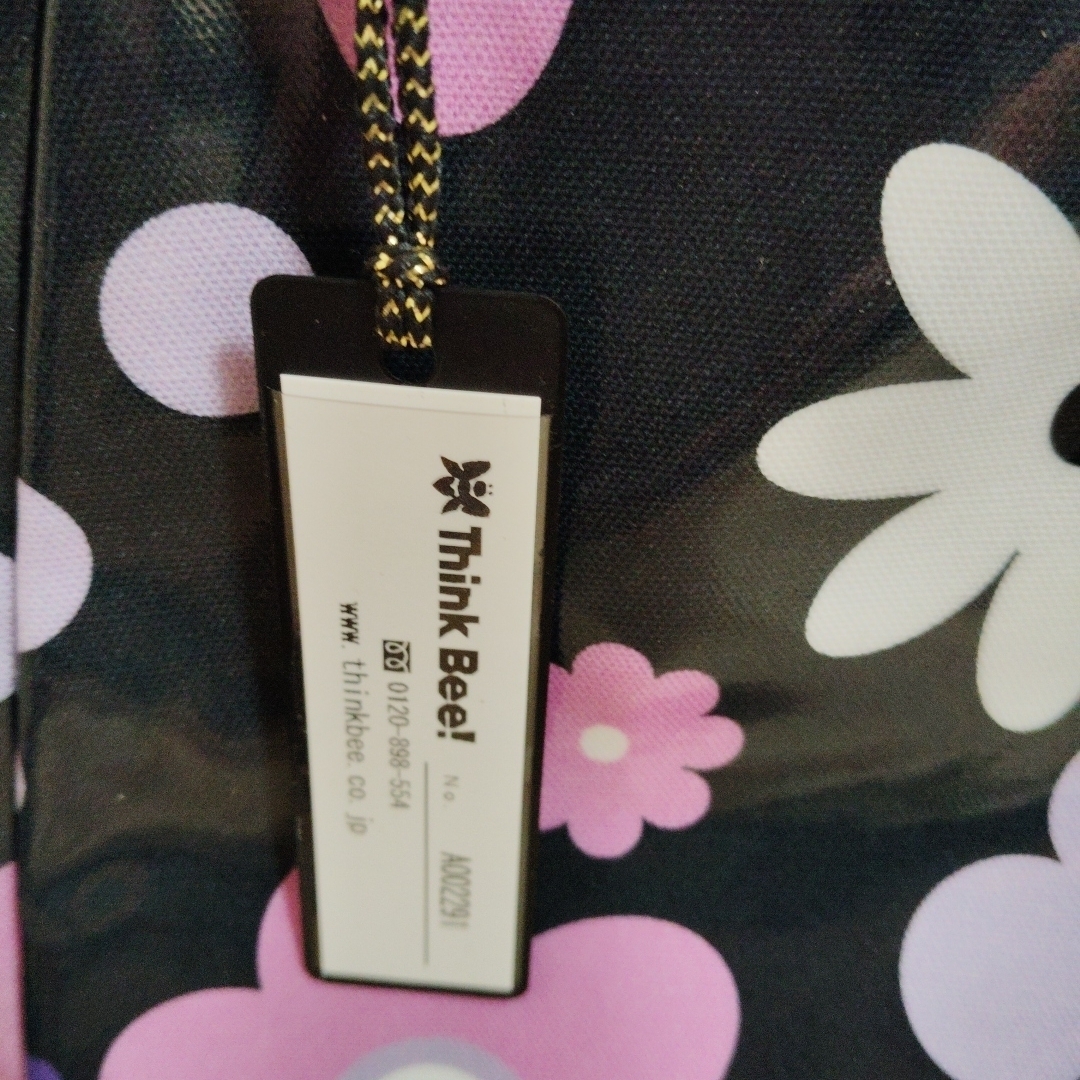 Think Bee!
No. A002291
0120-898-554
www.thinkbee.co.jp